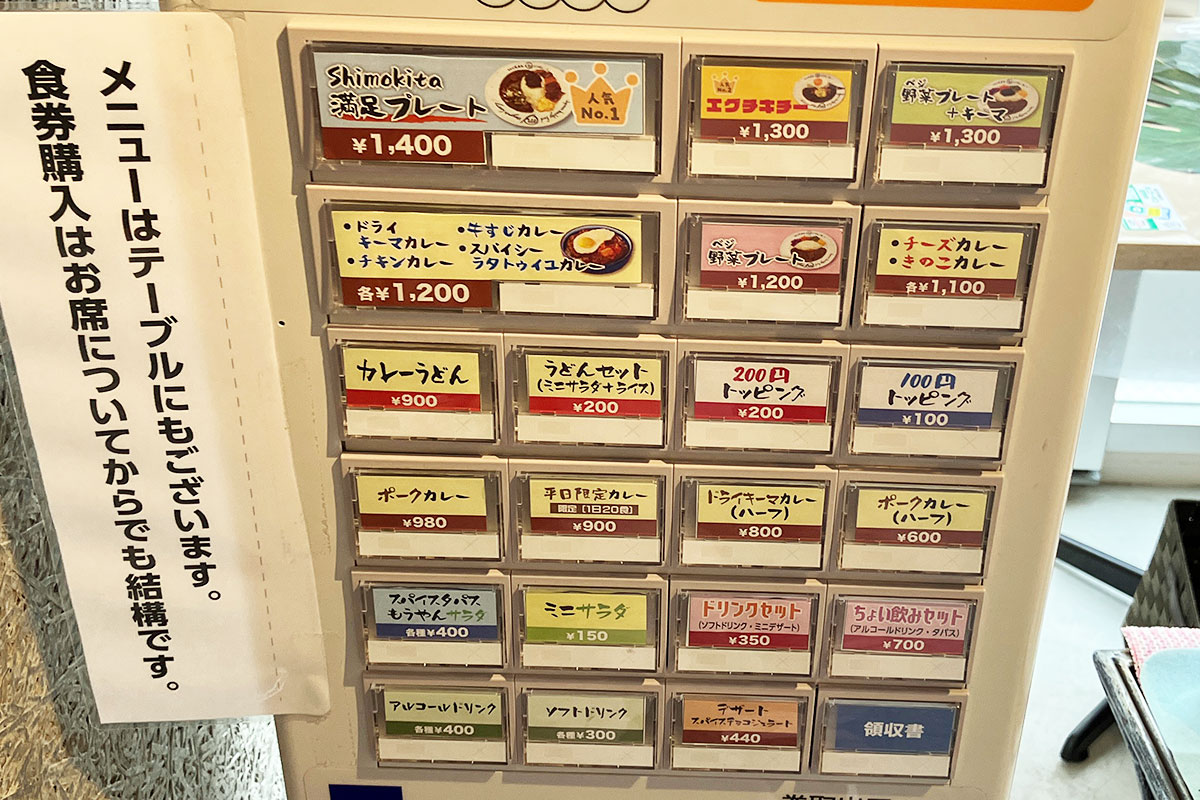 メニューはテーブルにもございます。
食券購入はお席についてからでも結構です。
Shimokita
満足プレート
人気
No.1
¥1,400
No.2
エグチキチー
¥1,300
ベジ
野菜プレート
+キーマ
¥1,300
・ドライ
キーマカレー
・チキンカレー
・牛すじカレー
・スパイシー
ラタトゥイユカレー
各¥1,200
ベジ
野菜プレート
¥1,200
・チーズカレー
・きのこカレー
各¥1,100
カレーうどん
¥900
うどんセット
(ミニサラダ+ライス)
¥200
200円
トッピング
¥200
100円
トッピング
¥100
ポークカレー
¥980
平日限定カレー
限定[1日20食]
¥900
ドライキーマカレー
(ハーフ)
¥800
ポークカレー
(ハーフ)
¥600
スパイスタパス
もうやんサラダ
各種¥400
ミニサラダ
¥150
ドリンクセット
(ソフトドリンク・ミニデザート)
¥350
ちょい飲みセット
(アルコールドリンク・タパス)
¥700
アルコールドリンク
各種¥400
ソフトドリンク
各種¥300
デザート
スパイスチョコショラート
¥440
領収書